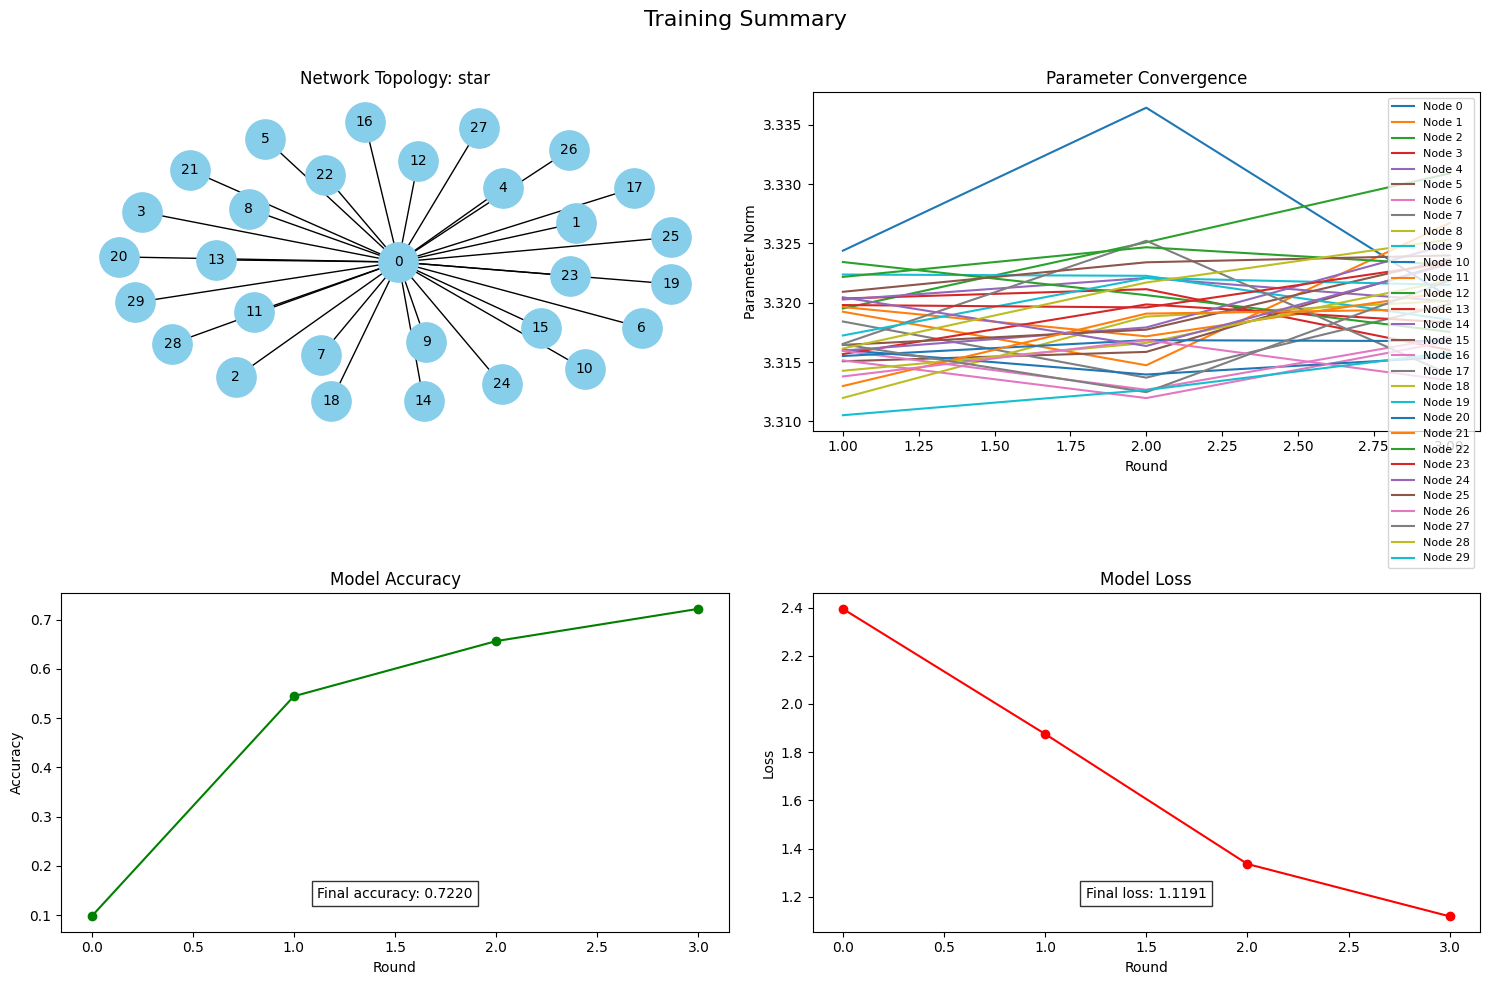 Training Summary
Network Topology: star
16
27
5
26
12
21
22
4
17
3
8
1
25
20
13
0
23
19
29
11
15
6
28
9
7
10
2
24
18
14
Parameter Convergence
Parameter Norm
3.335
3.330
3.325
3.320
3.315
3.310
1.00
1.25
1.50
1.75
2.00
2.25
2.50
2.75
3.00
Round
Node 0
Node 1
Node 2
Node 3
Node 4
Node 5
Node 6
Node 7
Node 8
Node 9
Node 10
Node 11
Node 12
Node 13
Node 14
Node 15
Node 16
Node 17
Node 18
Node 19
Node 20
Node 21
Node 22
Node 23
Node 24
Node 25
Node 26
Node 27
Node 28
Node 29
Model Accuracy
Accuracy
0.7
0.6
0.5
0.4
0.3
0.2
0.1
Final accuracy: 0.7220
0.0
0.5
1.0
1.5
2.0
2.5
3.0
Round
Model Loss
Loss
2.4
2.2
2.0
1.8
1.6
1.4
1.2
Final loss: 1.1191
0.0
0.5
1.0
1.5
2.0
2.5
3.0
Round